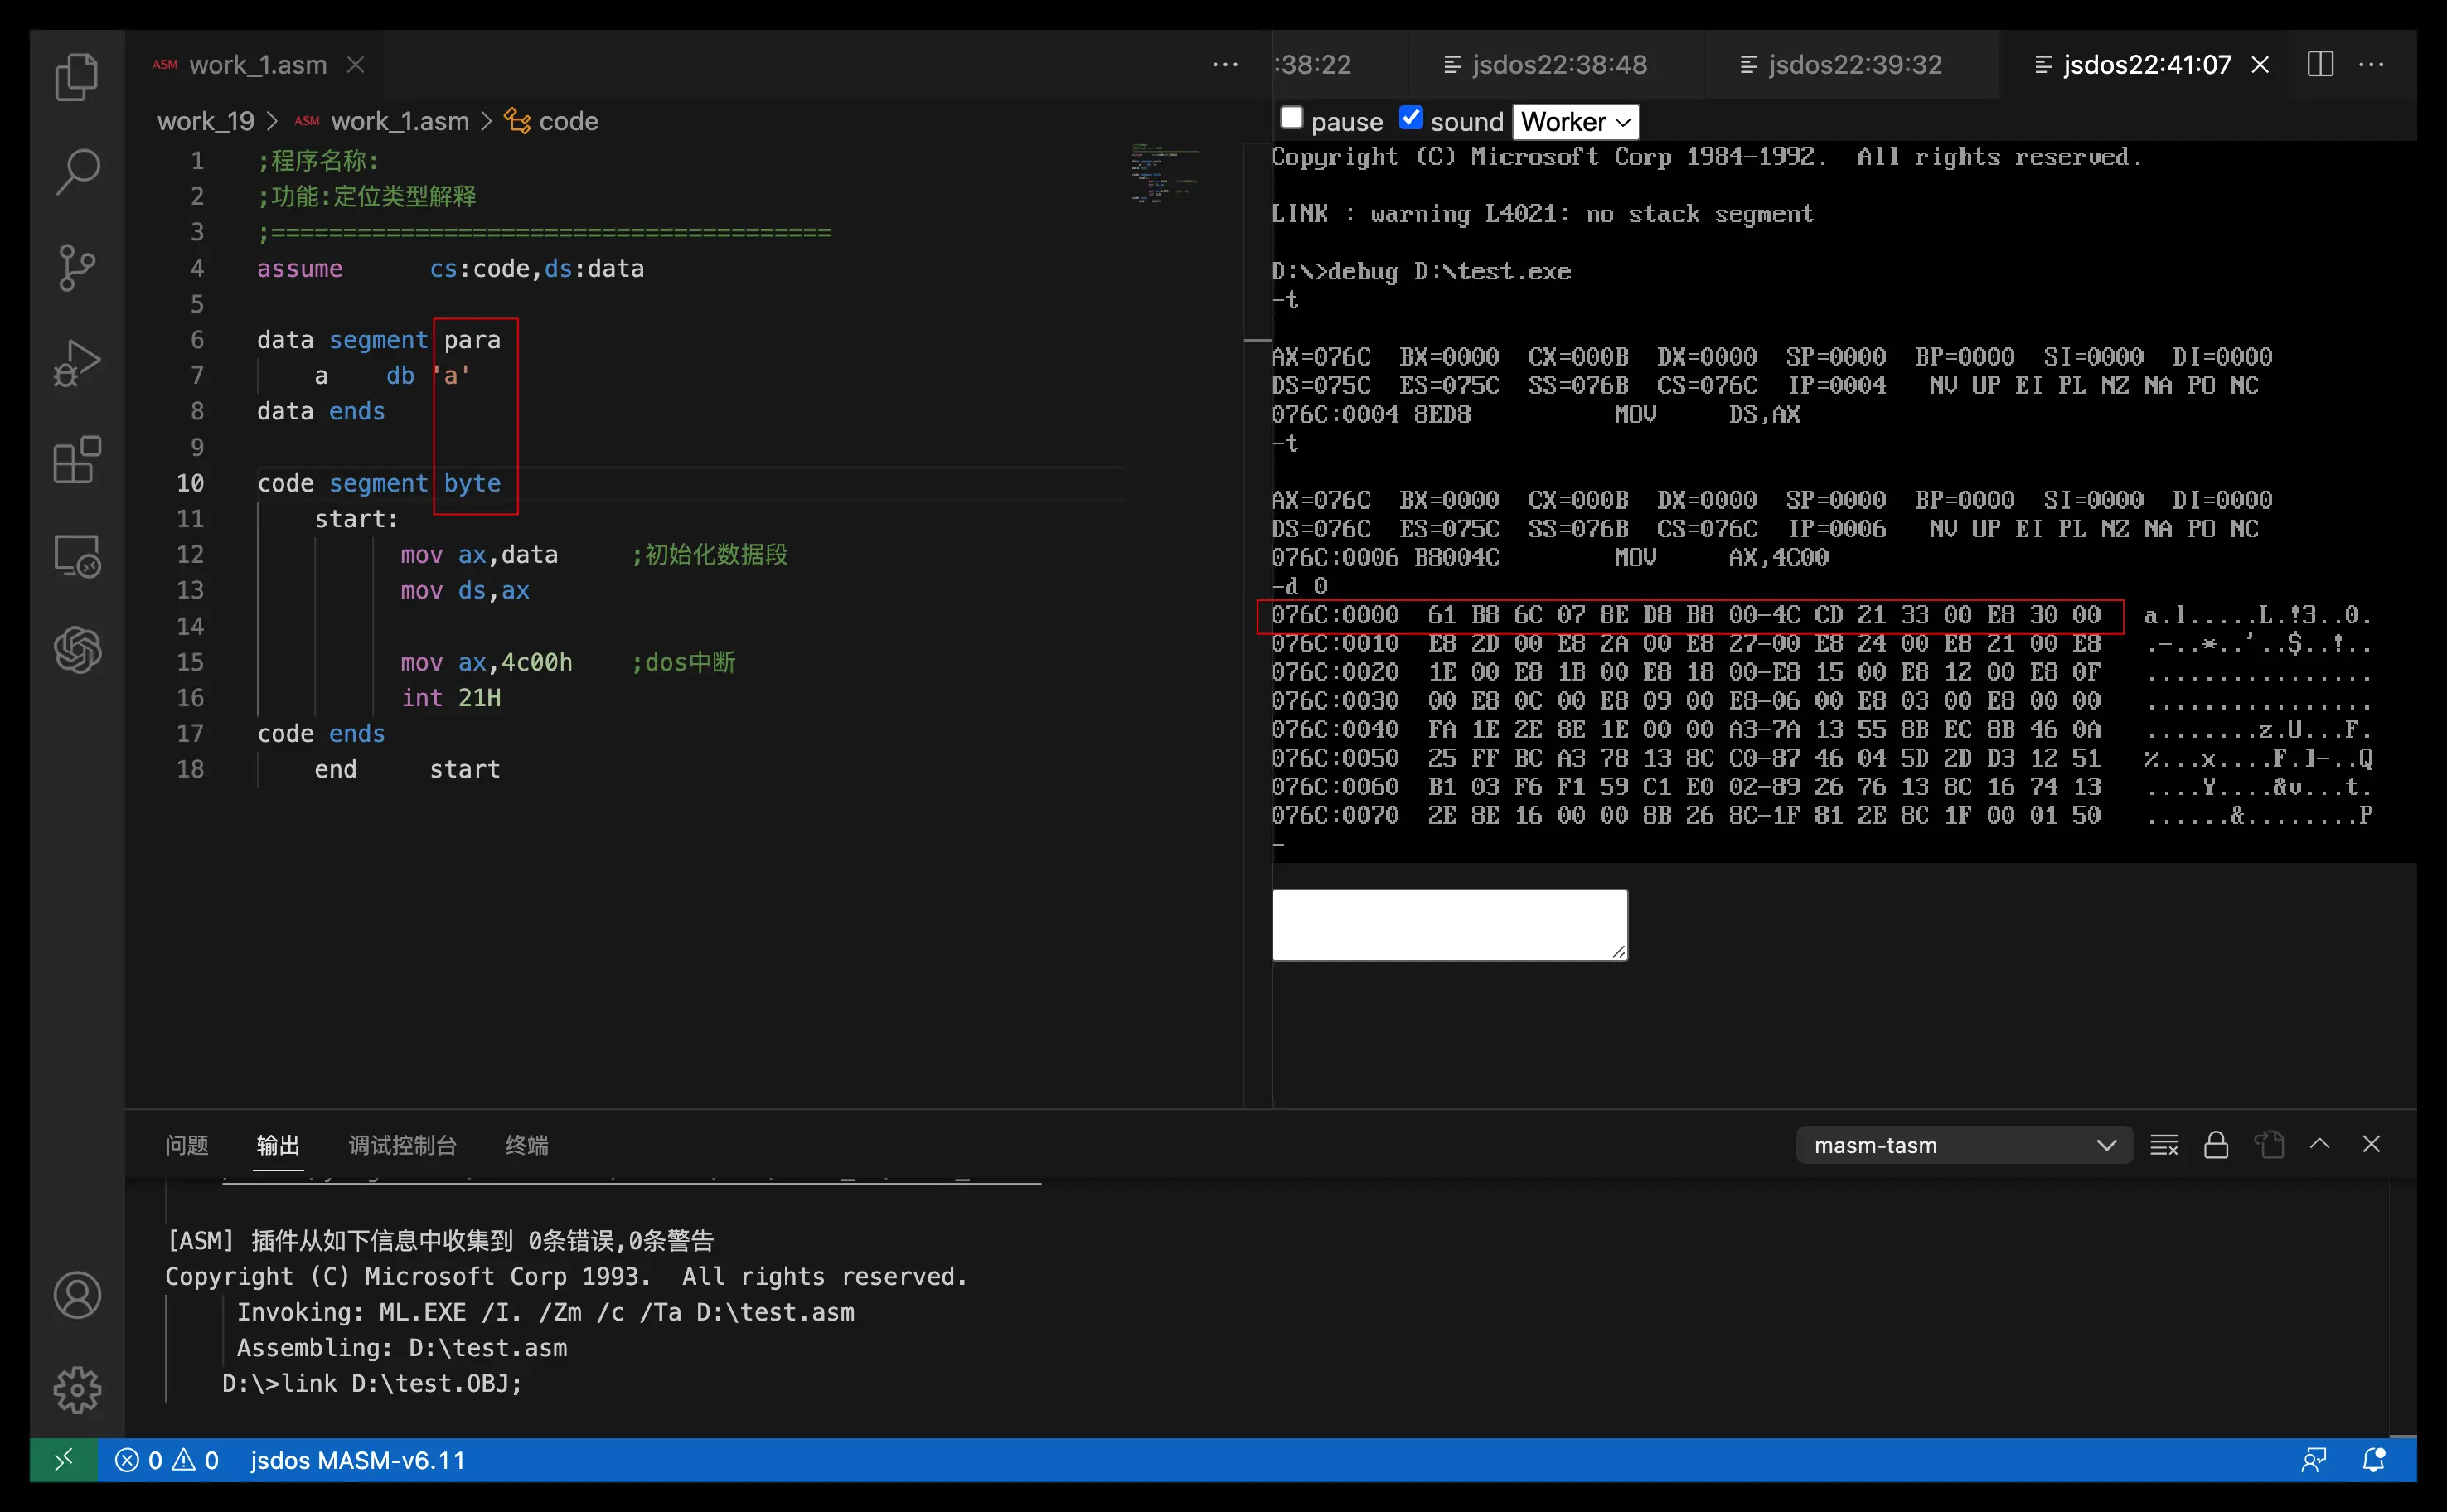 ASM work_1.asm
work_19 > ASM work_1.asm > code
1 ;程序名称:
2 ;功能:定位类型解释
3 ;=======================================
4 assume      cs:code,ds:data
5
6 data segment para
7     a    db 'a'
8 data ends
9
10 code segment byte
11     start:
12           mov ax,data     ;初始化数据段
13           mov ds,ax
14
15           mov ax,4c00h    ;dos中断
16           int 21H
17 code ends
18     end     start
:38:22 jsdos22:38:48 jsdos22:39:32 jsdos22:41:07
pause sound Worker
Copyright (C) Microsoft Corp 1984-1992.  All rights reserved.
LINK : warning L4021: no stack segment
D:\>debug D:\test.exe
-t
AX=076C  BX=0000  CX=000B  DX=0000  SP=0000  BP=0000  SI=0000  DI=0000
DS=075C  ES=075C  SS=076B  CS=076C  IP=0004   NV UP EI PL NZ NA PO NC
076C:0004 8ED8          MOV     DS,AX
-t
AX=076C  BX=0000  CX=000B  DX=0000  SP=0000  BP=0000  SI=0000  DI=0000
DS=076C  ES=075C  SS=076B  CS=076C  IP=0006   NV UP EI PL NZ NA PO NC
076C:0006 B8004C        MOV     AX,4C00
-d 0
076C:0000  61 B8 6C 07 8E D8 B8 00-4C CD 21 33 00 E8 30 00   a.l.....L.!3..0.
076C:0010  E8 2D 00 E8 2A 00 E8 27-00 E8 24 00 E8 21 00 E8   .-..*..'..$..!..
076C:0020  1E 00 E8 1B 00 E8 18 00-E8 15 00 E8 12 00 E8 0F   ................
076C:0030  00 E8 0C 00 E8 09 00 E8-06 00 E8 03 00 E8 00 00   ................
076C:0040  FA 1E 2E 8E 1E 00 00 A3-7A 13 55 8B EC 8B 46 0A   ........z.U...F.
076C:0050  25 FF BC A3 78 13 8C C0-87 46 04 5D 2D D3 12 51   %...x....F.]-..Q
076C:0060  B1 03 F6 F1 59 C1 E0 02-89 26 76 13 8C 16 74 13   ....Y....&v...t.
076C:0070  2E 8E 16 00 00 8B 26 8C-1F 81 2E 8C 1F 00 01 50   ......&........P
-
问题 输出 调试控制台 终端 masm-tasm
[ASM] 插件从如下信息中收集到 0条错误,0条警告
Copyright (C) Microsoft Corp 1993.  All rights reserved.
Invoking: ML.EXE /I. /Zm /c /Ta D:\test.asm
Assembling: D:\test.asm
D:\>link D:\test.OBJ;
0 0 jsdos MASM-v6.11